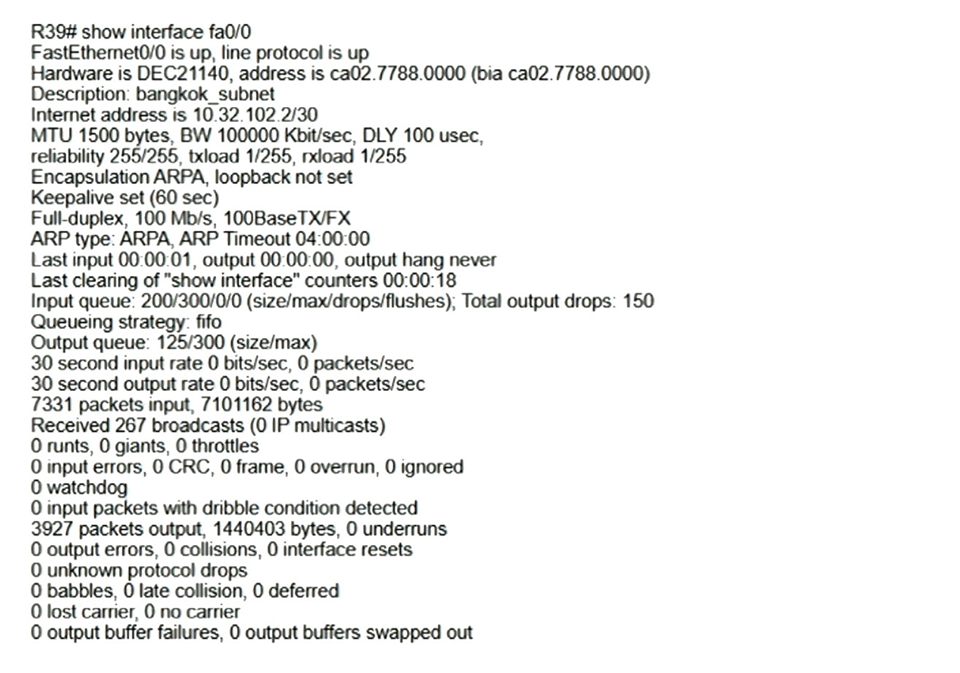 R39# show interface fa0/0
FastEthernet0/0 is up, line protocol is up
Hardware is DEC21140, address is ca02.7788.0000 (bia ca02.7788.0000)
Description: bangkok_subnet
Internet address is 10.32.102.2/30
MTU 1500 bytes, BW 100000 Kbit/sec, DLY 100 usec,
reliability 255/255, txload 1/255, rxload 1/255
Encapsulation ARPA, loopback not set
Keepalive set (60 sec)
Full-duplex, 100 Mb/s, 100BaseTX/FX
ARP type: ARPA, ARP Timeout 04:00:00
Last input 00:00:01, output 00:00:00, output hang never
Last clearing of "show interface" counters 00:00:18
Input queue: 200/300/0/0 (size/max/drops/flushes); Total output drops: 150
Queueing strategy: fifo
Output queue: 125/300 (size/max)
30 second input rate 0 bits/sec, 0 packets/sec
30 second output rate 0 bits/sec, 0 packets/sec
7331 packets input, 7101162 bytes
Received 267 broadcasts (0 IP multicasts)
0 runts, 0 giants, 0 throttles
0 input errors, 0 CRC, 0 frame, 0 overrun, 0 ignored
0 watchdog
0 input packets with dribble condition detected
3927 packets output, 1440403 bytes, 0 underruns
0 output errors, 0 collisions, 0 interface resets
0 unknown protocol drops
0 babbles, 0 late collision, 0 deferred
0 lost carrier, 0 no carrier
0 output buffer failures, 0 output buffers swapped out